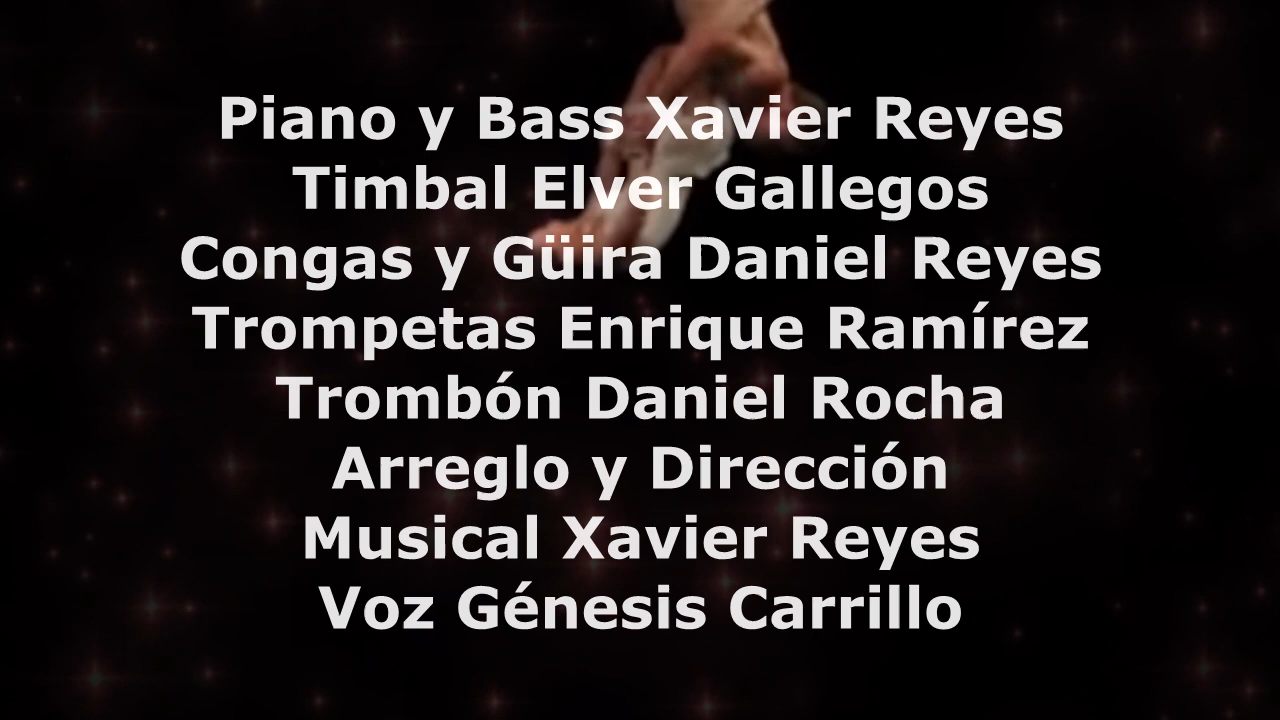 Piano y Bass Xavier Reyes
Timbal Elver Gallegos
Congas y Güira Daniel Reyes
Trompetas Enrique Ramírez
Trombón Daniel Rocha
Arreglo y Dirección
Musical Xavier Reyes
Voz Génesis Carrillo